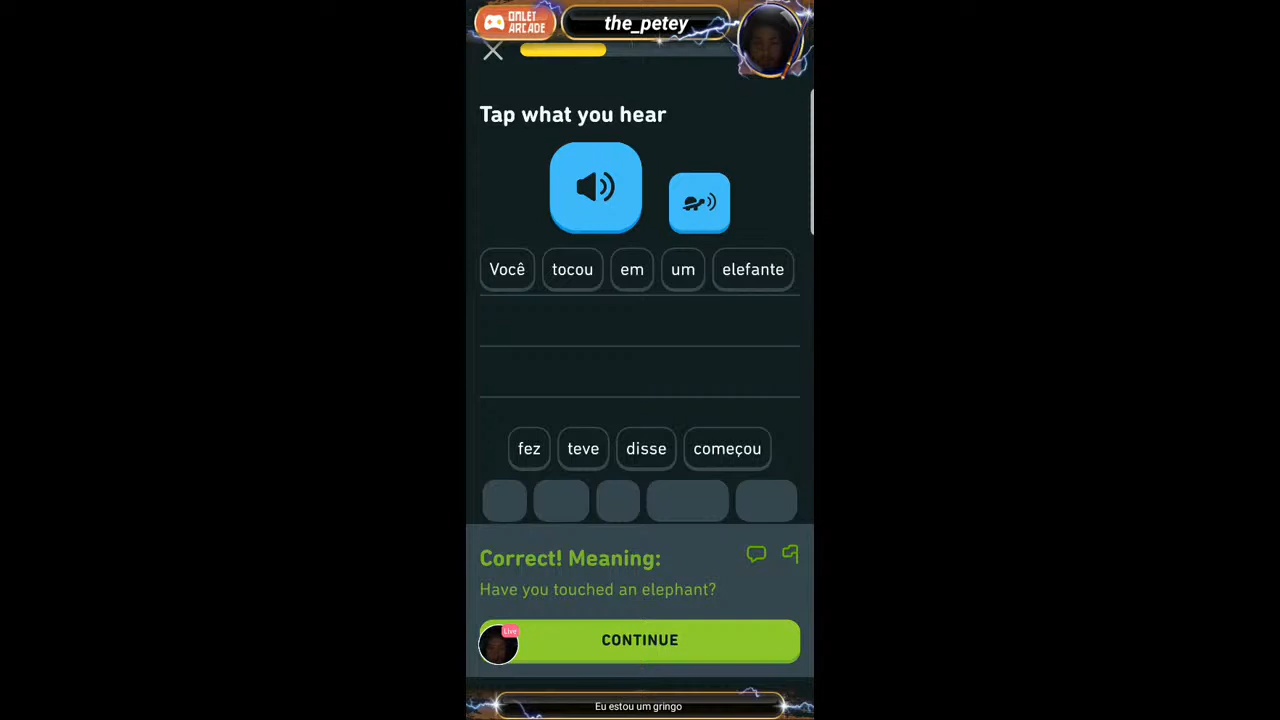 OMLET
ARCADE
the_petey
Tap what you hear
Você tocou em um elefante
fez teve disse começou
Correct! Meaning:
Have you touched an elephant?
Live
CONTINUE
Eu estou um gringo